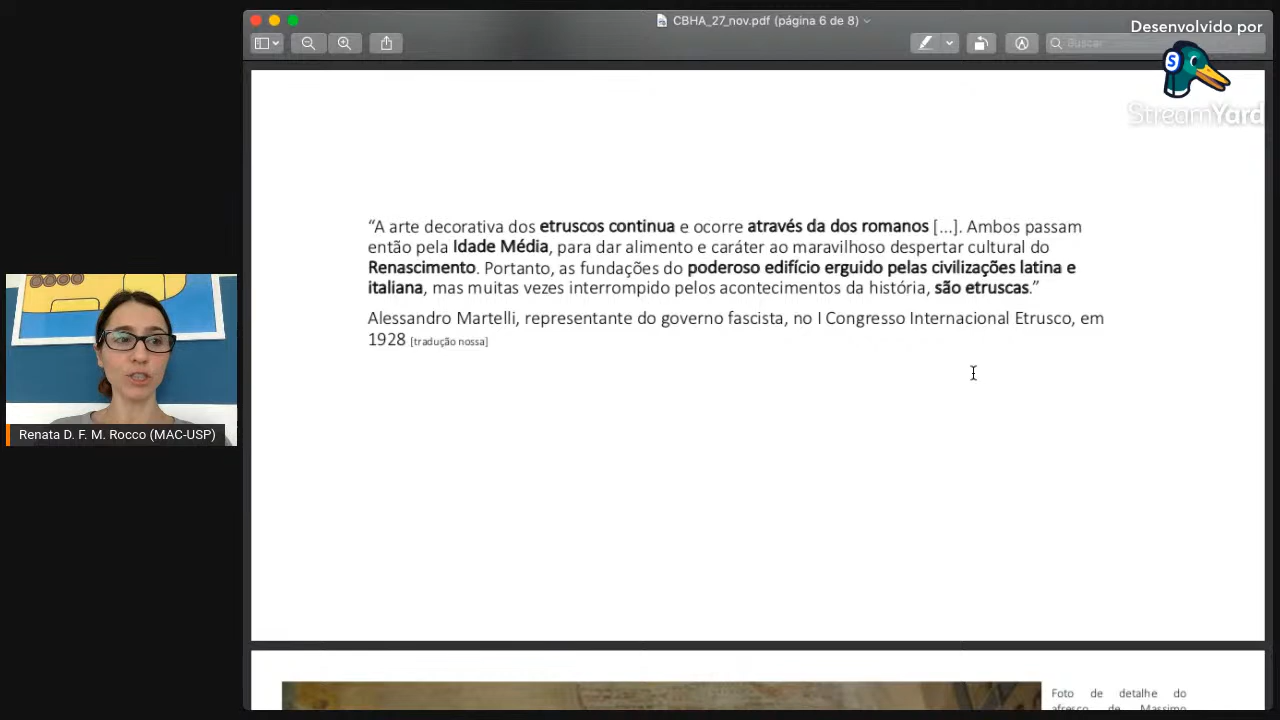 CBHA_27_nov.pdf (página 6 de 8)
Desenvolvido por
Buscar
S
StreamYard
“A arte decorativa dos etruscos continua e ocorre através da dos romanos [...]. Ambos passam
então pela Idade Média, para dar alimento e caráter ao maravilhoso despertar cultural do
Renascimento. Portanto, as fundações do poderoso edifício erguido pelas civilizações latina e
italiana, mas muitas vezes interrompido pelos acontecimentos da história, são etruscas.”
Alessandro Martelli, representante do governo fascista, no I Congresso Internacional Etrusco, em
1928 [tradução nossa]
Renata D. F. M. Rocco (MAC-USP)
Foto de detalhe do
afresco de Massimo